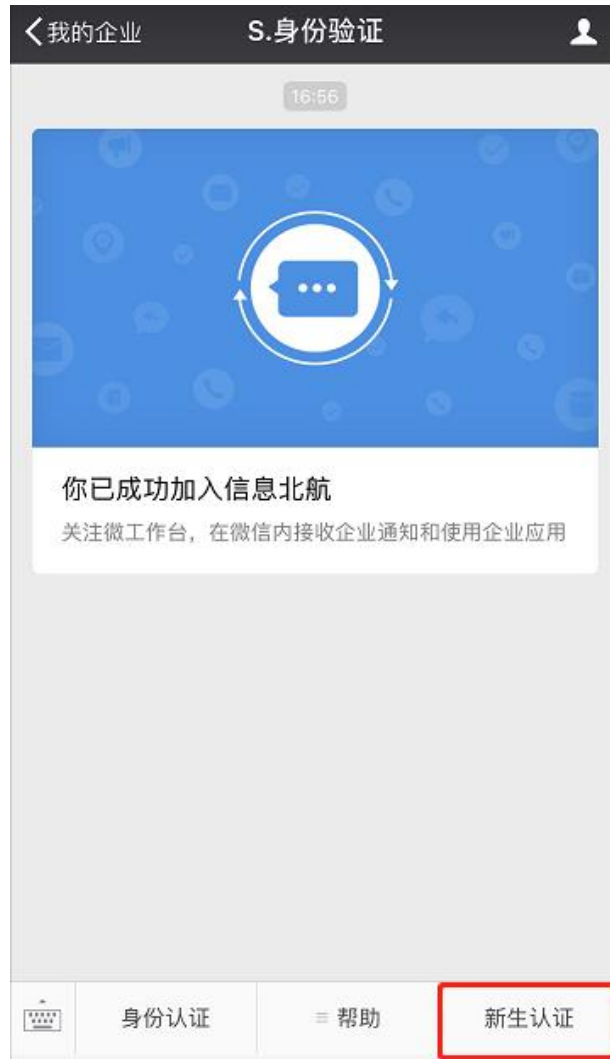 我的企业
S.身份验证
16:56
你已成功加入信息北航
关注微工作台，在微信内接收企业通知和使用企业应用
身份认证
帮助
新生认证